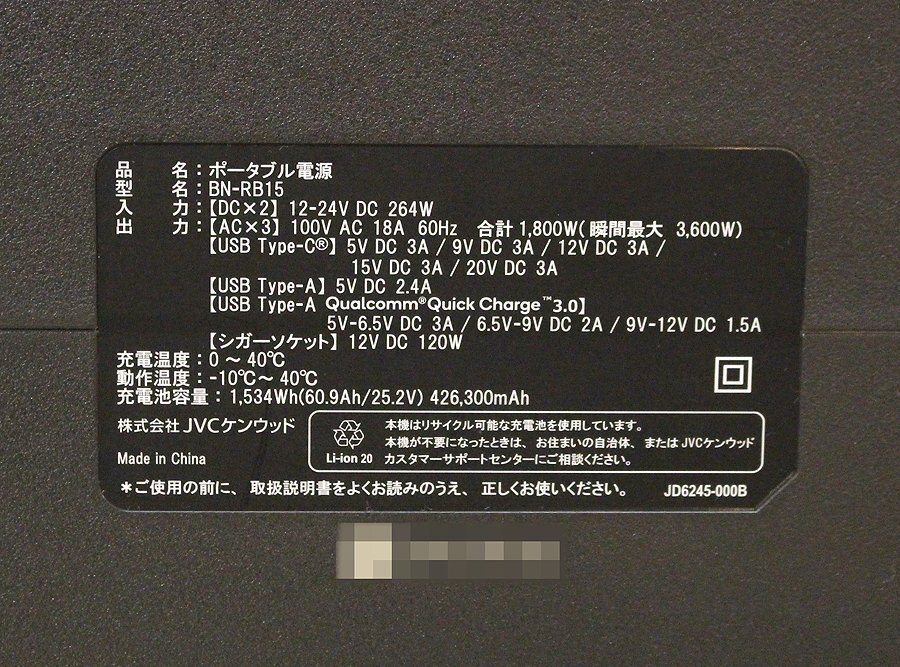 品　　名：ポータブル電源
型　　名：BN-RB15
入　　力：【DC×2】 12-24V DC 264W
出　　力：【AC×3】 100V AC 18A 60Hz 合計 1,800W(瞬間最大 3,600W)
【USB Type-C®】 5V DC 3A / 9V DC 3A / 12V DC 3A /
15V DC 3A / 20V DC 3A
【USB Type-A】 5V DC 2.4A
【USB Type-A Qualcomm® Quick Charge™ 3.0】
5V-6.5V DC 3A / 6.5V-9V DC 2A / 9V-12V DC 1.5A
【シガーソケット】 12V DC 120W
充電温度：0 ～ 40℃
動作温度：-10℃～ 40℃
充電池容量：1,534Wh(60.9Ah/25.2V) 426,300mAh
株式会社 JVCケンウッド
Made in China
Li-ion 20
本機はリサイクル可能な充電池を使用しています。
本機が不要になったときは、お住まいの自治体、または JVCケンウッド
カスタマーサポートセンターにご相談ください。
＊ご使用の前に、取扱説明書をよくお読みのうえ、正しくお使いください。
JD6245-000B